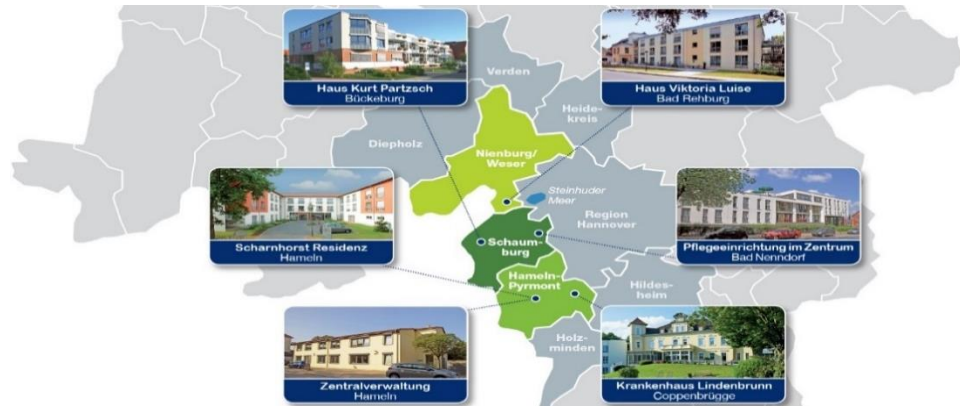 Haus Kurt Partzsch
Bückeburg
Haus Viktoria Luise
Bad Rehburg
Verden
Heide-
kreis
Diepholz
Nienburg/
Weser
Steinhuder
Meer
Region
Hannover
Scharnhorst Residenz
Hameln
Schaum-
burg
Pflegeeinrichtung im Zentrum
Bad Nenndorf
Hameln-
Pyrmont
Hildes-
heim
Holz-
minden
Zentralverwaltung
Hameln
Krankenhaus Lindenbrunn
Coppenbrügge